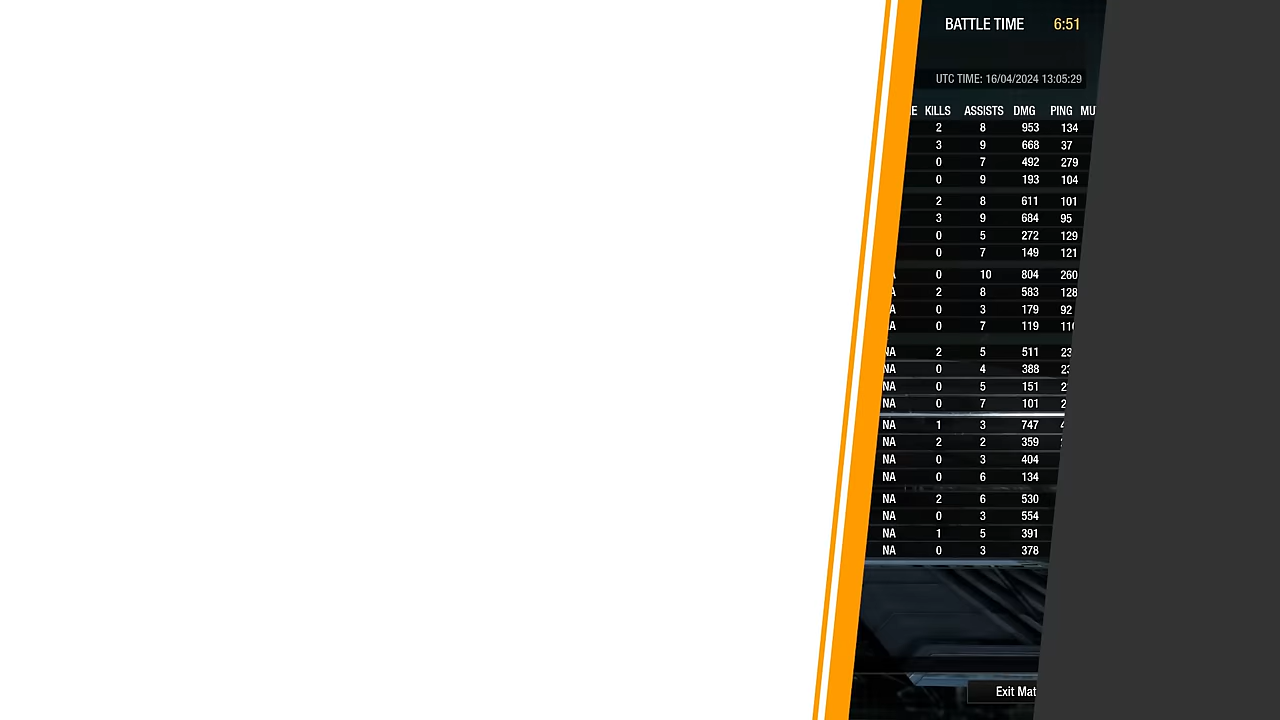 BATTLE TIME 6:51
UTC TIME: 16/04/2024 13:05:29
KILLS ASSISTS DMG PING
2 8 953 134
3 9 668 37
0 7 492 279
0 9 193 104
2 8 611 101
3 9 684 95
0 5 272 129
0 7 149 121
0 10 804 260
2 8 583 128
0 3 179 92
0 7 119
NA 2 5 511
NA 0 4 388
NA 0 5 151
NA 0 7 101
NA 1 3 747
NA 2 2 359
NA 0 3 404
NA 0 6 134
NA 2 6 530
NA 0 3 554
NA 1 5 391
NA 0 3 378
Exit